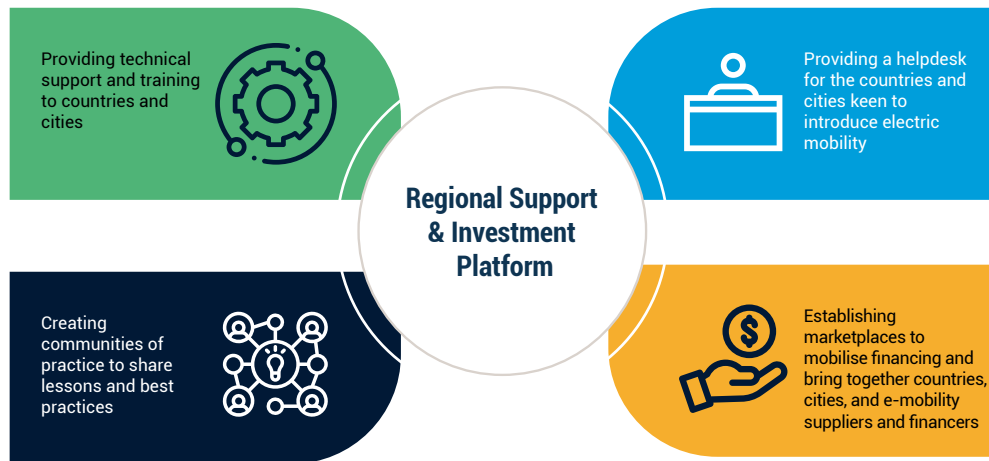 Providing technical
support and training
to countries and
cities
Providing a helpdesk
for the countries and
cities keen to
introduce electric
mobility
Regional Support
& Investment
Platform
Creating
communities of
practice to share
lessons and best
practices
$
Establishing
marketplaces to
mobilise financing and
bring together countries,
cities, and e-mobility
suppliers and financers